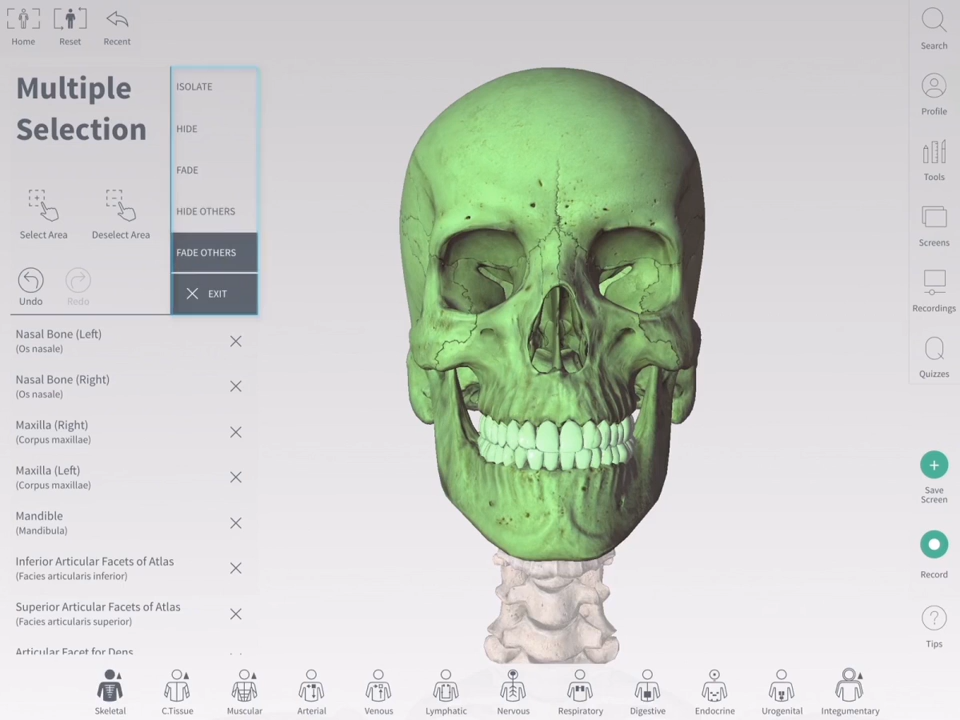 Home
Reset
Recent
Multiple
Selection
Select Area
Deselect Area
Undo
Redo
ISOLATE
HIDE
FADE
HIDE OTHERS
FADE OTHERS
EXIT
Nasal Bone (Left)
(Os nasale)
Nasal Bone (Right)
(Os nasale)
Maxilla (Right)
(Corpus maxillae)
Maxilla (Left)
(Corpus maxillae)
Mandible
(Mandibula)
Inferior Articular Facets of Atlas
(Facies articularis inferior)
Superior Articular Facets of Atlas
(Facies articularis superior)
Articular Facet for Dens
Search
Profile
Tools
Screens
Recordings
Quizzes
Save
Screen
Record
Tips
Skeletal
C.Tissue
Muscular
Arterial
Venous
Lymphatic
Nervous
Respiratory
Digestive
Endocrine
Urogenital
Integumentary